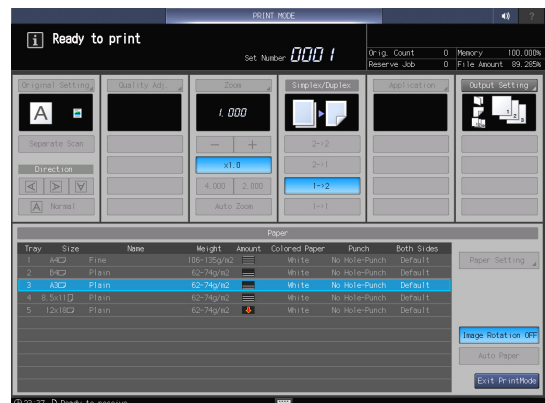 PRINT MODE
?
i Ready to print
Set Number 0001
Orig. Count 0
Memory 100.000%
Reserve Job 0
File Amount 89.285%
Original Setting
Quality Adj.
Zoom
Simplex/Duplex
Application
Output Setting
A
1.000
1 2 3
Separate Scan
− +
2->2
Direction
x1.0
2->1
A A A
4.000 2.000
1->2
A Normal
Auto Zoom
1->1
Paper
Tray Size Name Weight Amount Colored Paper Punch Both Sides
1 A4 Fine 106-135g/m2 White No Hole-Punch Default
2 B4 Plain 62-74g/m2 White No Hole-Punch Default
3 A3 Plain 62-74g/m2 White No Hole-Punch Default
4 8.5x11 Plain 62-74g/m2 White No Hole-Punch Default
5 12x18 Plain 62-74g/m2 White No Hole-Punch Default
Paper Setting
Image Rotation OFF
Auto Paper
Exit PrintMode
Ready to receive